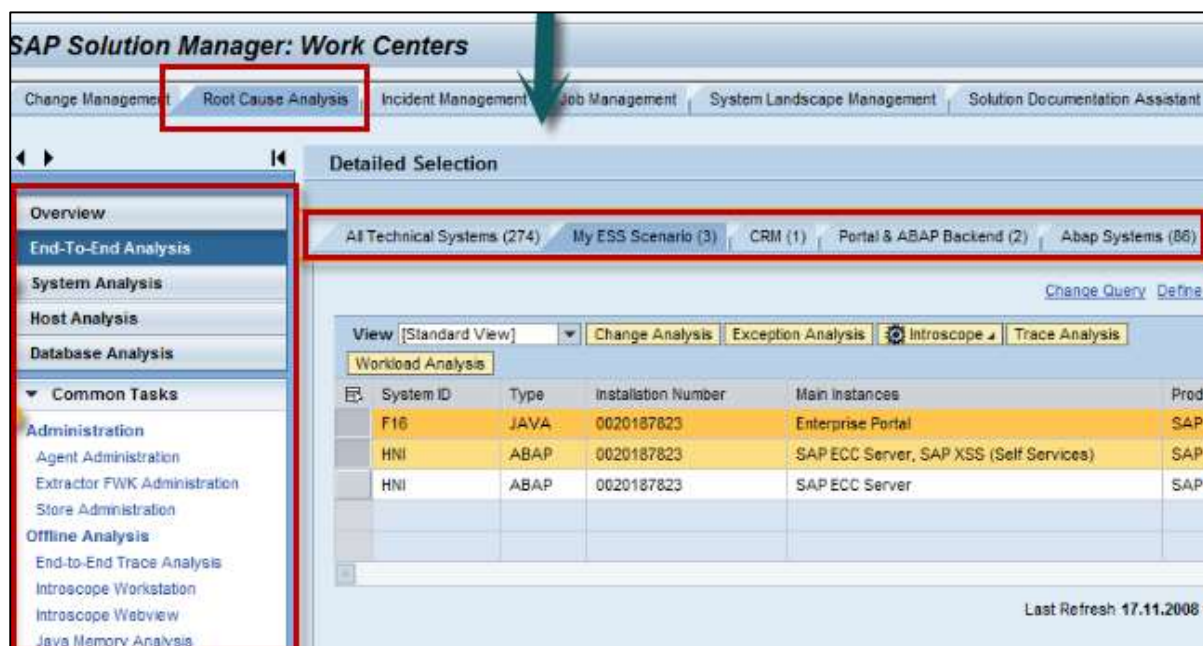 SAP Solution Manager: Work Centers
Change Management Root Cause Analysis Incident Management Job Management System Landscape Management Solution Documentation Assistant
Detailed Selection
Overview
End-To-End Analysis
System Analysis
Host Analysis
Database Analysis
Common Tasks
Administration
Agent Administration
Extractor FWK Administration
Store Administration
Offline Analysis
End-to-End Trace Analysis
Introscope Workstation
Introscope Webview
Java Memory Analysis
All Technical Systems (274) My ESS Scenario (3) CRM (1) Portal & ABAP Backend (2) Abap Systems (86)
Change Query Define
View [Standard View] Change Analysis Exception Analysis Introscope Trace Analysis
Workload Analysis
System ID Type Installation Number Main Instances Prod
F16 JAVA 0020187823 Enterprise Portal SAP
HNI ABAP 0020187823 SAP ECC Server, SAP XSS (Self Services) SAP
HNI ABAP 0020187823 SAP ECC Server SAP
Last Refresh 17.11.2008